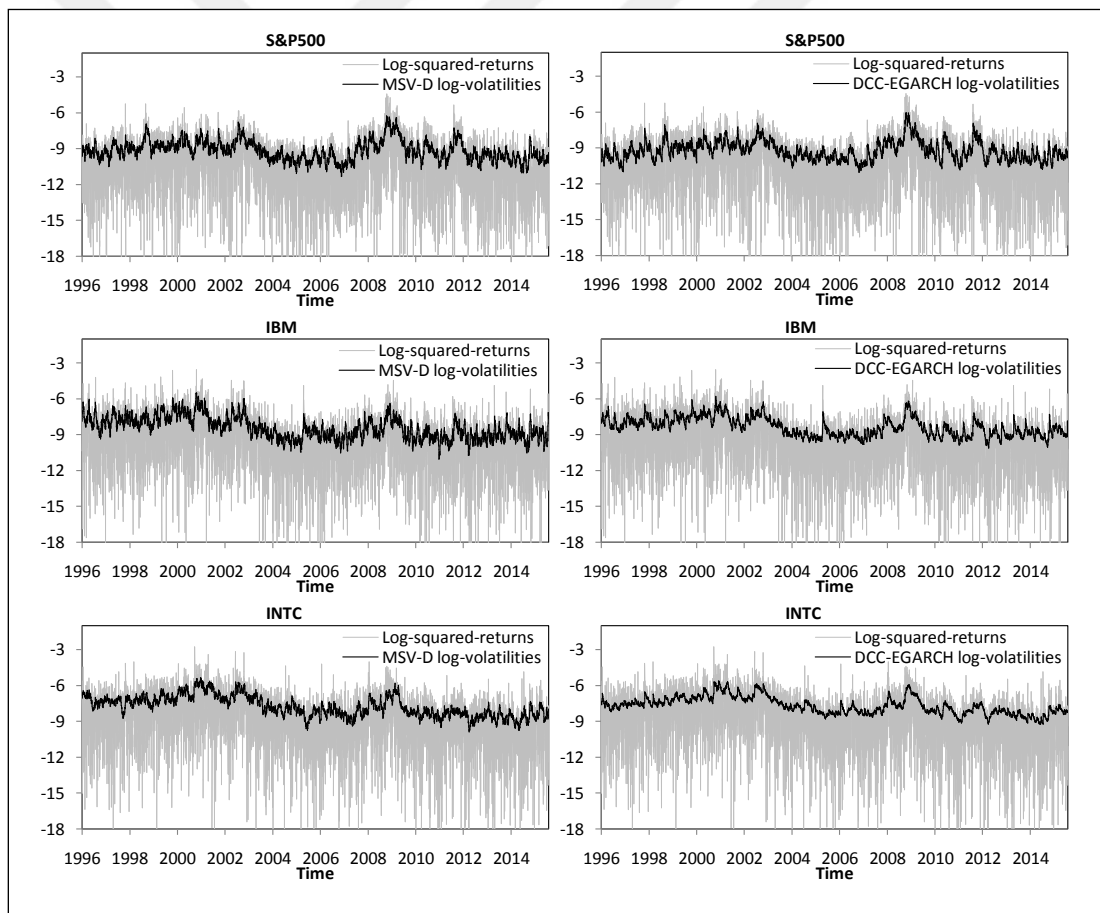 S&P500
Log-squared-returns
MSV-D log-volatilities
-3
-6
-9
-12
-15
-18
1996 1998 2000 2002 2004 2006 2008 2010 2012 2014
Time
S&P500
Log-squared-returns
DCC-EGARCH log-volatilities
-3
-6
-9
-12
-15
-18
1996 1998 2000 2002 2004 2006 2008 2010 2012 2014
Time
IBM
Log-squared-returns
MSV-D log-volatilities
-3
-6
-9
-12
-15
-18
1996 1998 2000 2002 2004 2006 2008 2010 2012 2014
Time
IBM
Log-squared-returns
DCC-EGARCH log-volatilities
-3
-6
-9
-12
-15
-18
1996 1998 2000 2002 2004 2006 2008 2010 2012 2014
Time
INTC
Log-squared-returns
MSV-D log-volatilities
-3
-6
-9
-12
-15
-18
1996 1998 2000 2002 2004 2006 2008 2010 2012 2014
Time
INTC
Log-squared-returns
DCC-EGARCH log-volatilities
-3
-6
-9
-12
-15
-18
1996 1998 2000 2002 2004 2006 2008 2010 2012 2014
Time